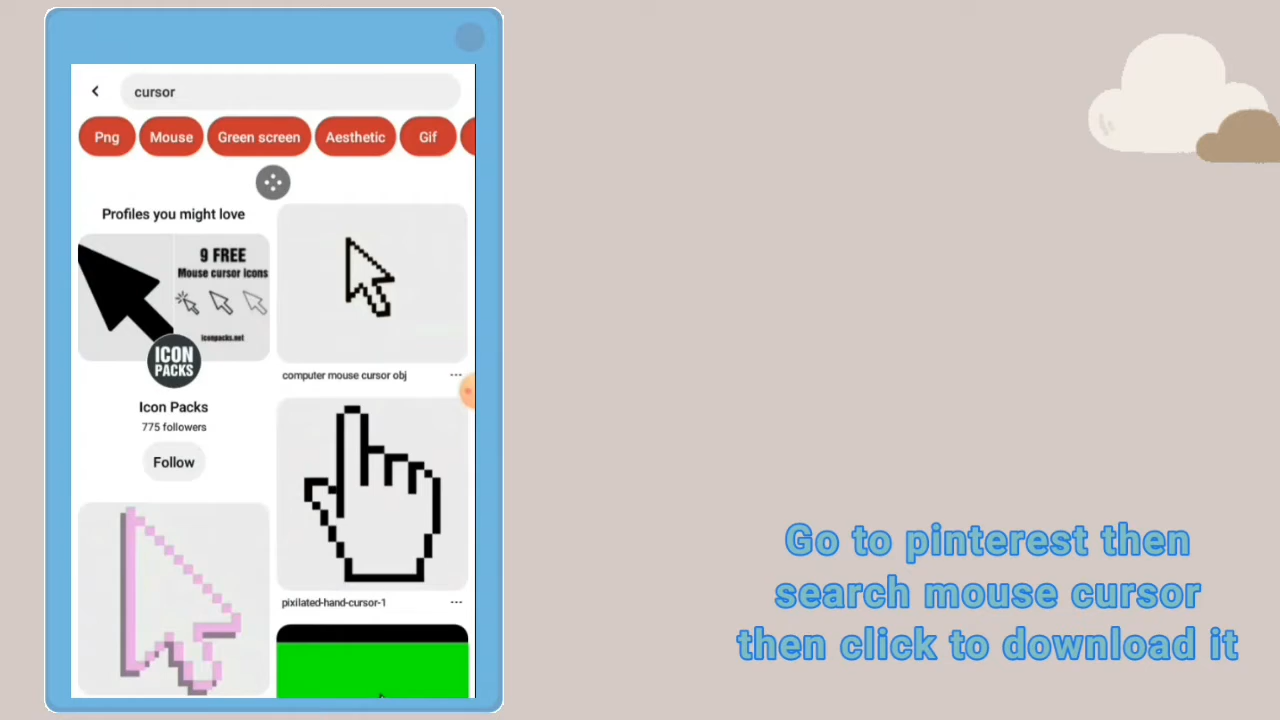 cursor
Png
Mouse
Green screen
Aesthetic
Gif
Profiles you might love
9 FREE
Mouse cursor icons
iconpacks.net
ICON
PACKS
Icon Packs
775 followers
Follow
computer mouse cursor obj
pixilated-hand-cursor-1
Go to pinterest then
search mouse cursor
then click to download it